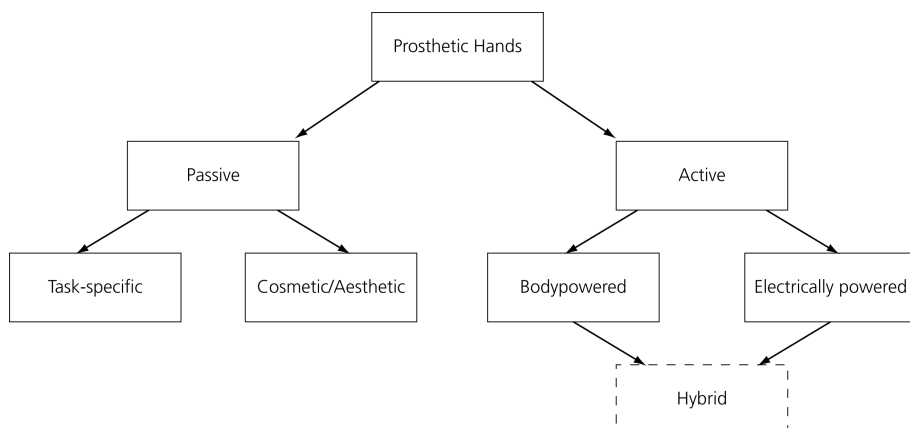 Prosthetic Hands
Passive
Active
Task-specific
Cosmetic/Aesthetic
Bodypowered
Electrically powered
Hybrid